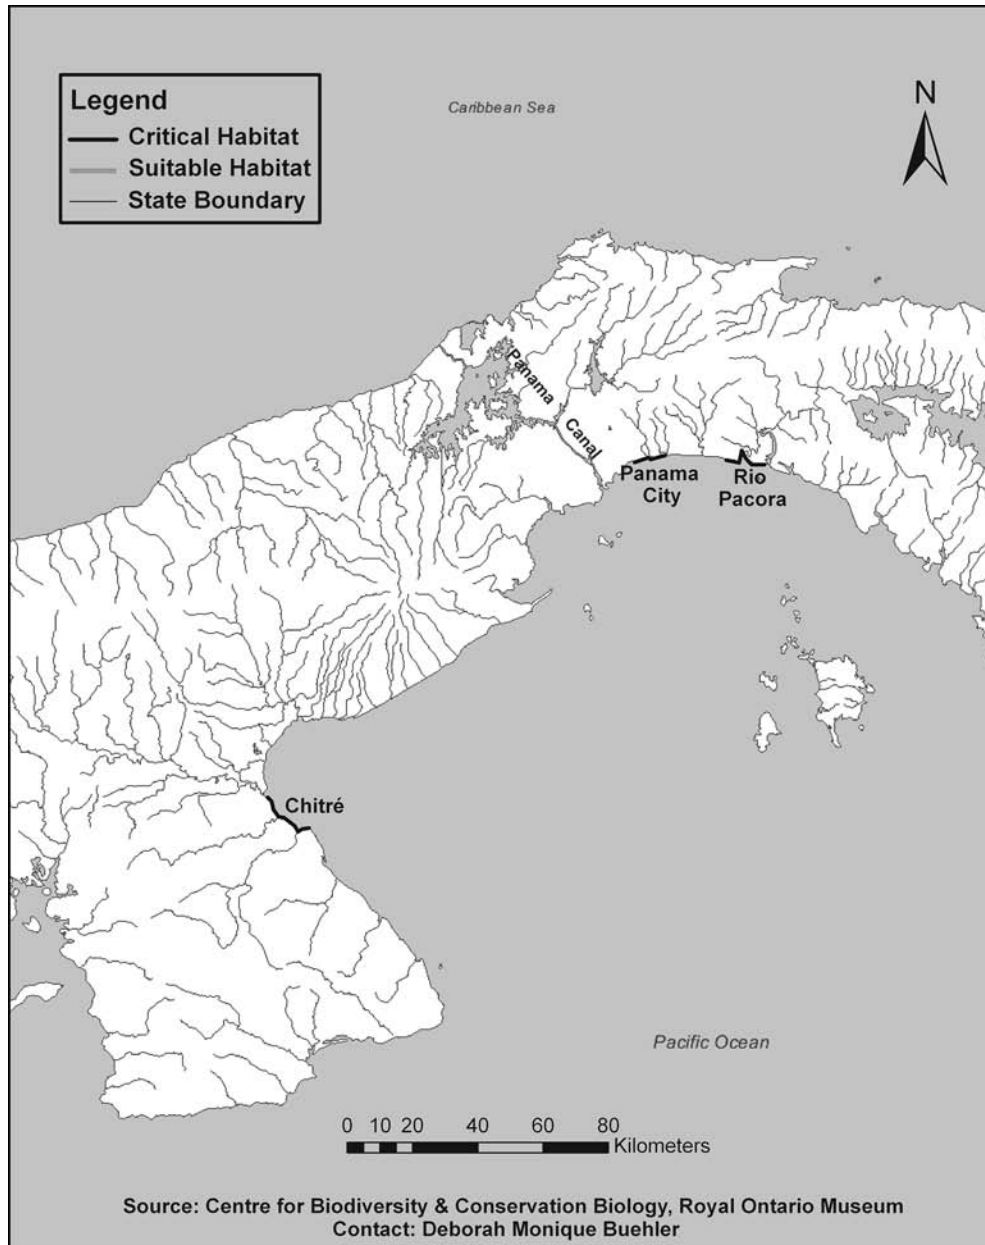 Caribbean Sea
N
Legend
Critical Habitat
Suitable Habitat
State Boundary
Panama
Canal
Panama
City
Rio
Pacora
Chitré
Pacific Ocean
0 10 20 40 60 80
Kilometers
Source: Centre for Biodiversity & Conservation Biology, Royal Ontario Museum
Contact: Deborah Monique Buehler